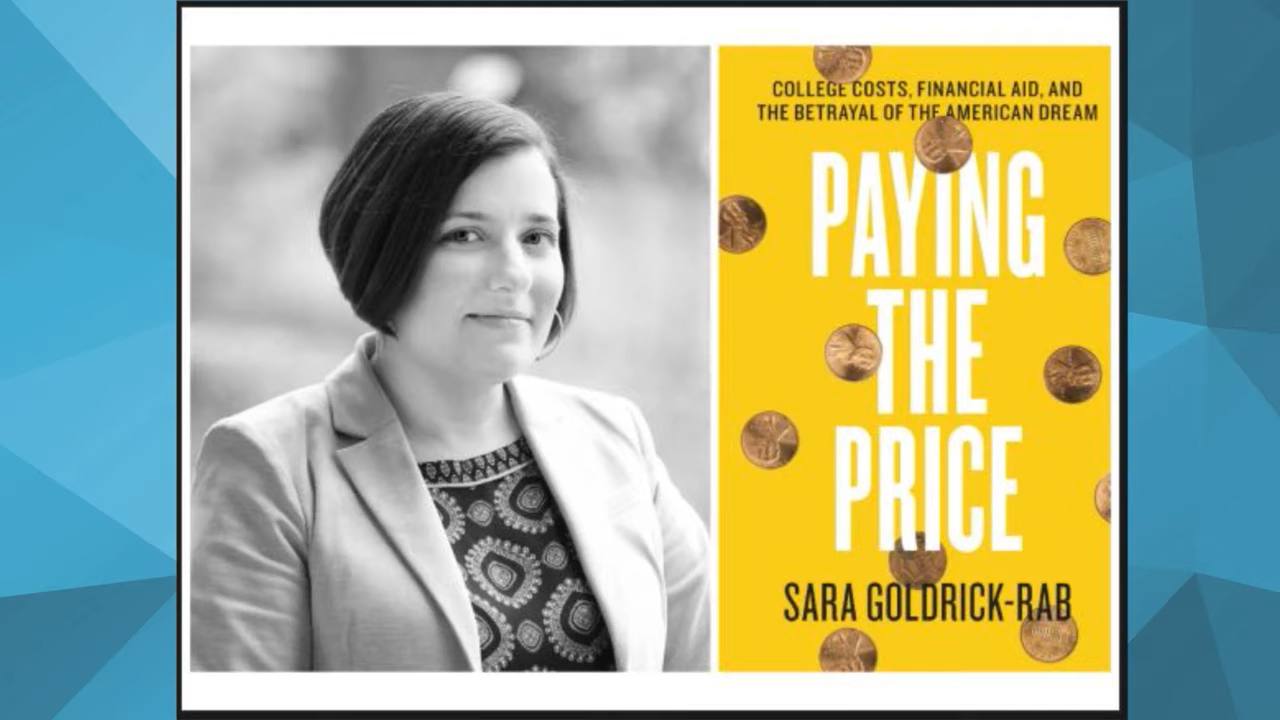 COLLEGE COSTS, FINANCIAL AID, AND
THE BETRAYAL OF THE AMERICAN DREAM
PAYING
THE
PRICE
SARA GOLDRICK-RAB